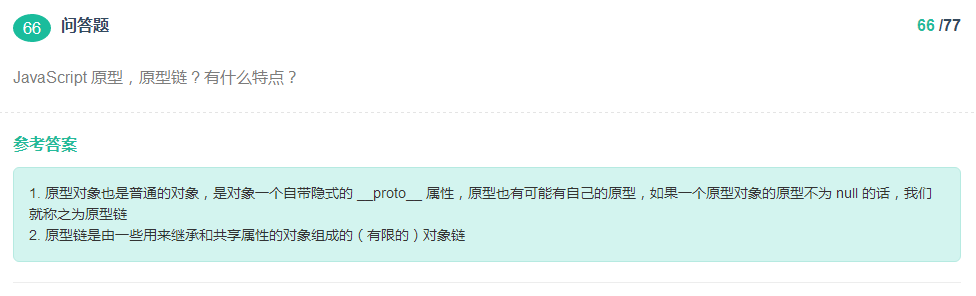 66 问答题 66 /77
JavaScript 原型，原型链？有什么特点？
参考答案
1. 原型对象也是普通的对象，是对象一个自带隐式的 __proto__ 属性，原型也有可能有自己的原型，如果一个原型对象的原型不为 null 的话，我们
就称之为原型链
2. 原型链是由一些用来继承和共享属性的对象组成的（有限的）对象链